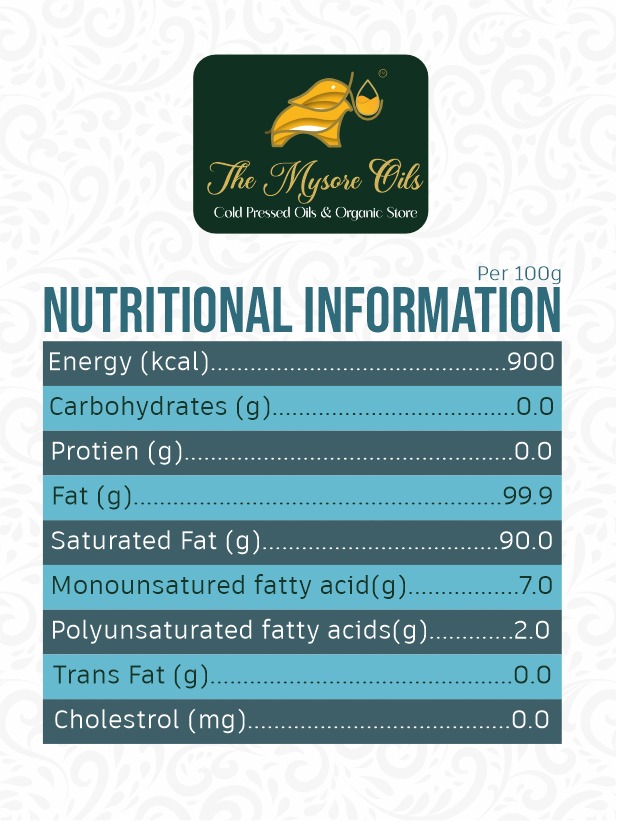 The Mysore Oils
Cold Pressed Oils & Organic Store
Per 100g
NUTRITIONAL INFORMATION
Energy (kcal)..............................................900
Carbohydrates (g).....................................0.0
Protien (g)..................................................0.0
Fat (g)........................................................99.9
Saturated Fat (g)....................................90.0
Monounsatured fatty acid(g).................7.0
Polyunsaturated fatty acids(g).............2.0
Trans Fat (g)..............................................0.0
Cholestrol (mg)........................................0.0